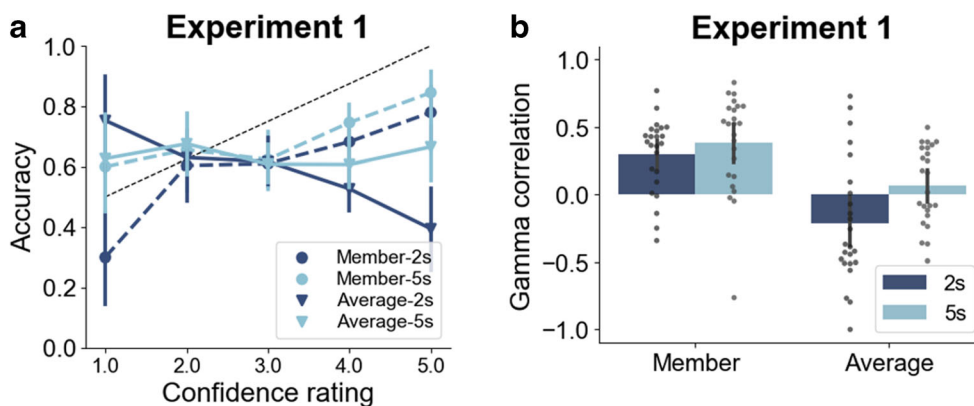 a
Experiment 1
Accuracy
1.0
0.8
0.6
0.4
0.2
0.0
Member-2s
Member-5s
Average-2s
Average-5s
1.0 2.0 3.0 4.0 5.0
Confidence rating
b
Experiment 1
Gamma correlation
1.0
0.5
0.0
−0.5
−1.0
2s
5s
Member Average